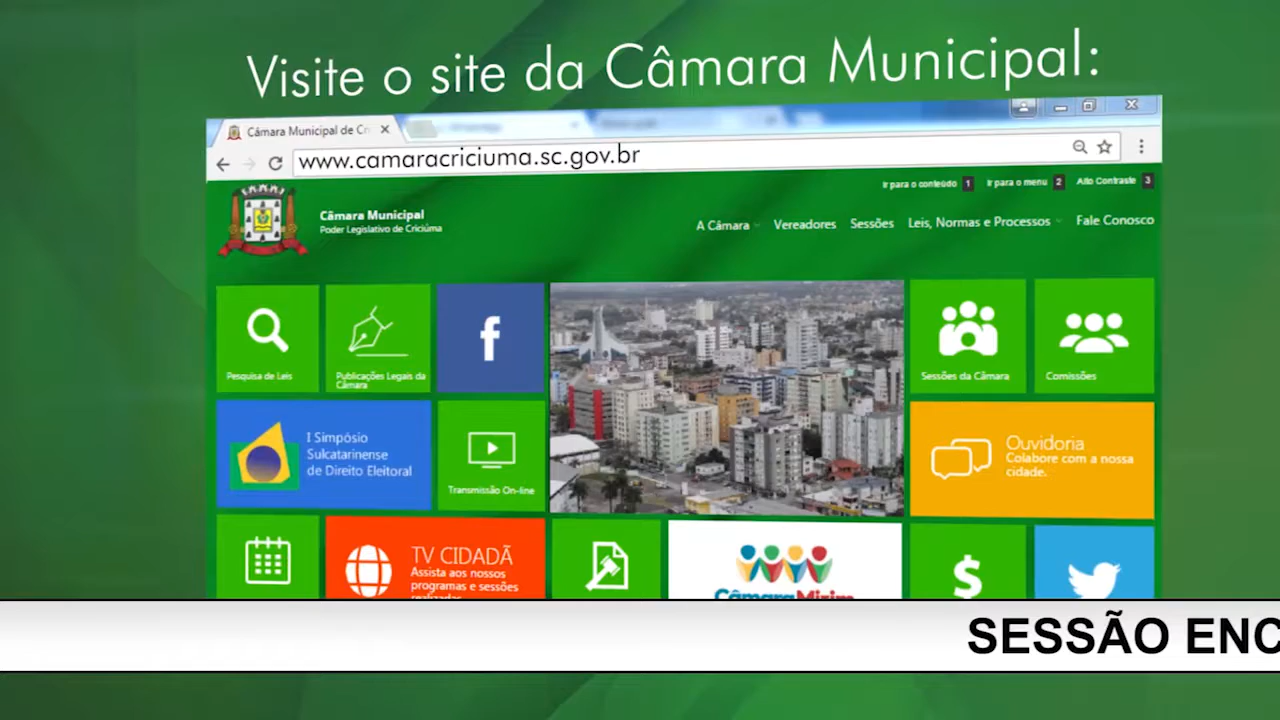 Visite o site da Câmara Municipal:
Câmara Municipal de Cri
www.camaracriciuma.sc.gov.br
Ir para o conteúdo 1 Ir para o menu 2 Alto Contraste 3
Câmara Municipal
Poder Legislativo de Criciúma
A Câmara Vereadores Sessões Leis, Normas e Processos Fale Conosco
Pesquisa de Leis
Publicações Legais da
Câmara
f
Sessões da Câmara
Comissões
I Simpósio
Sulcatarinense
de Direito Eleitoral
Transmissão On-line
Ouvidoria
Colabore com a nossa
cidade.
TV CIDADÃ
Assista aos nossos
programas e sessões
realizadas
CâmaraMirim
$
SESSÃO ENC